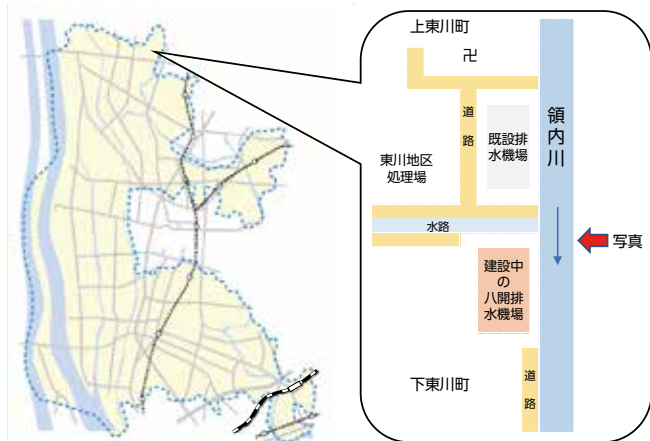 上東川町
卍
道路
既設排
水機場
領内川
東川地区
処理場
水路
写真
建設中
の
八開排
水機場
下東川町
道路